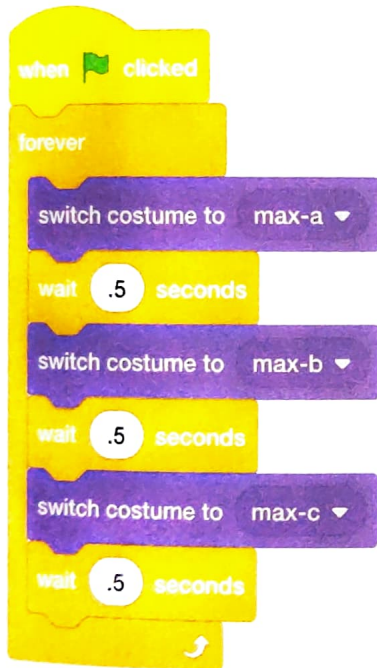 when clicked
forever
switch costume to max-a
wait .5 seconds
switch costume to max-b
wait .5 seconds
switch costume to max-c
wait .5 seconds